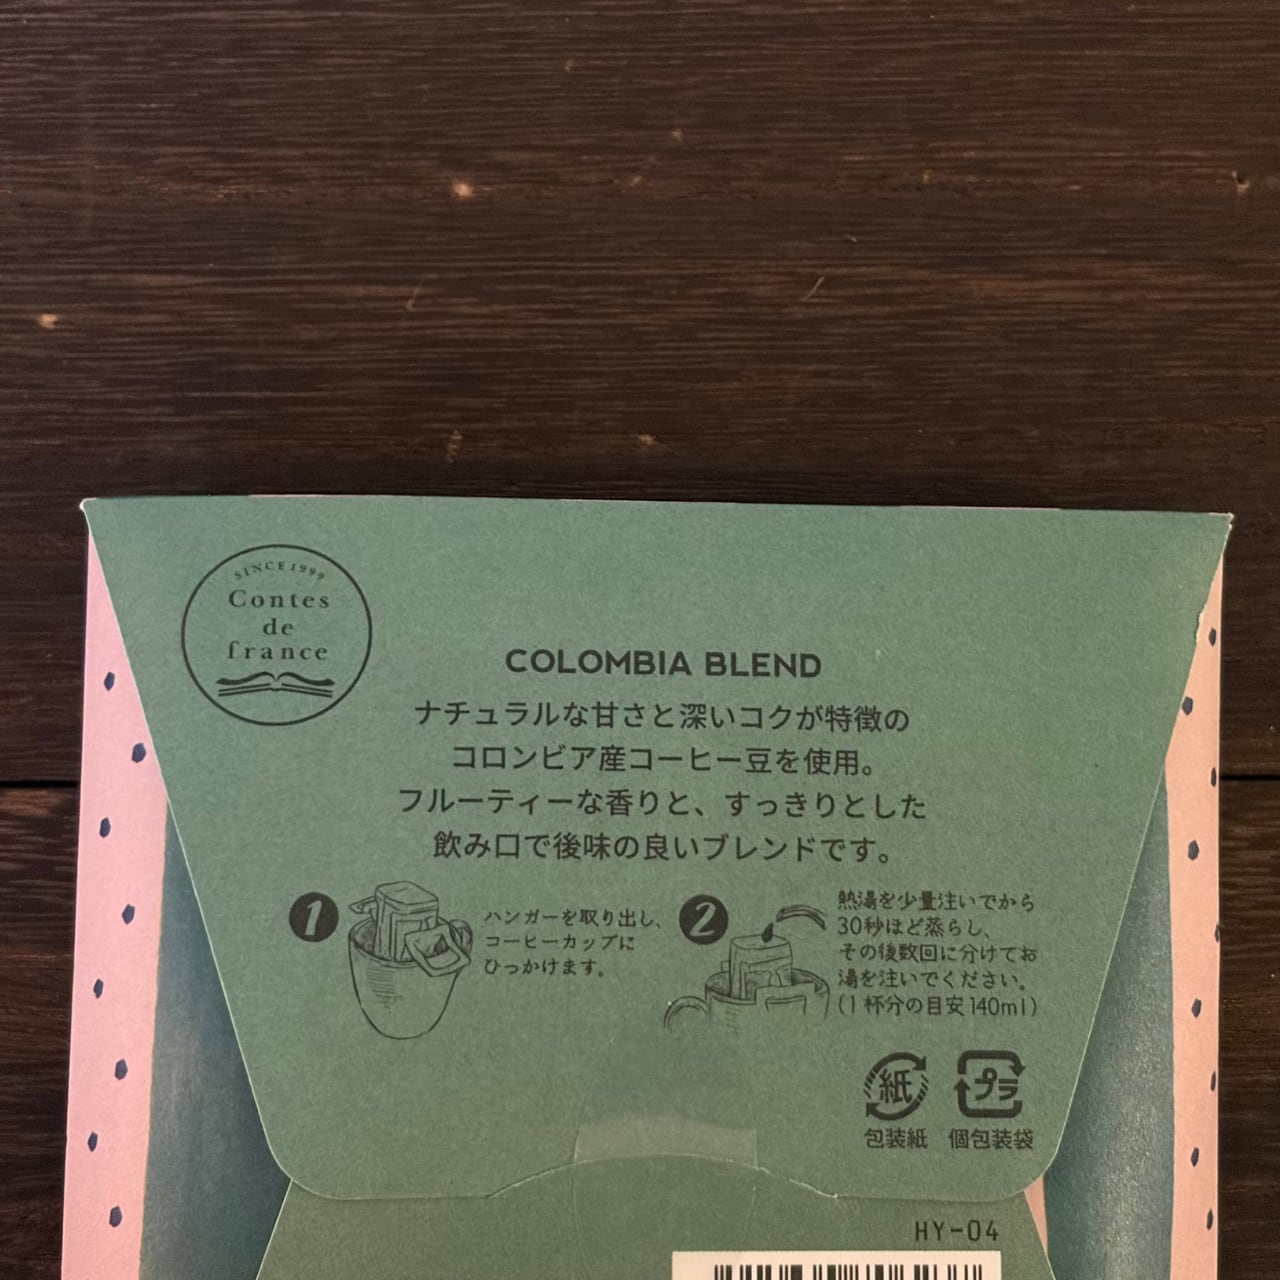 SINCE 1999
Contes
de
france
COLOMBIA BLEND
ナチュラルな甘さと深いコクが特徴の
コロンビア産コーヒー豆を使用。
フルーティーな香りと、すっきりとした
飲み口で後味の良いブレンドです。
1
ハンガーを取り出し、
コーヒーカップに
ひっかけます。
2
熱湯を少量注いでから
30秒ほど蒸らし、
その後数回に分けてお
湯を注いでください。
(1杯分の目安140ml)
紙
プラ
包装紙
個包装袋
HY-04